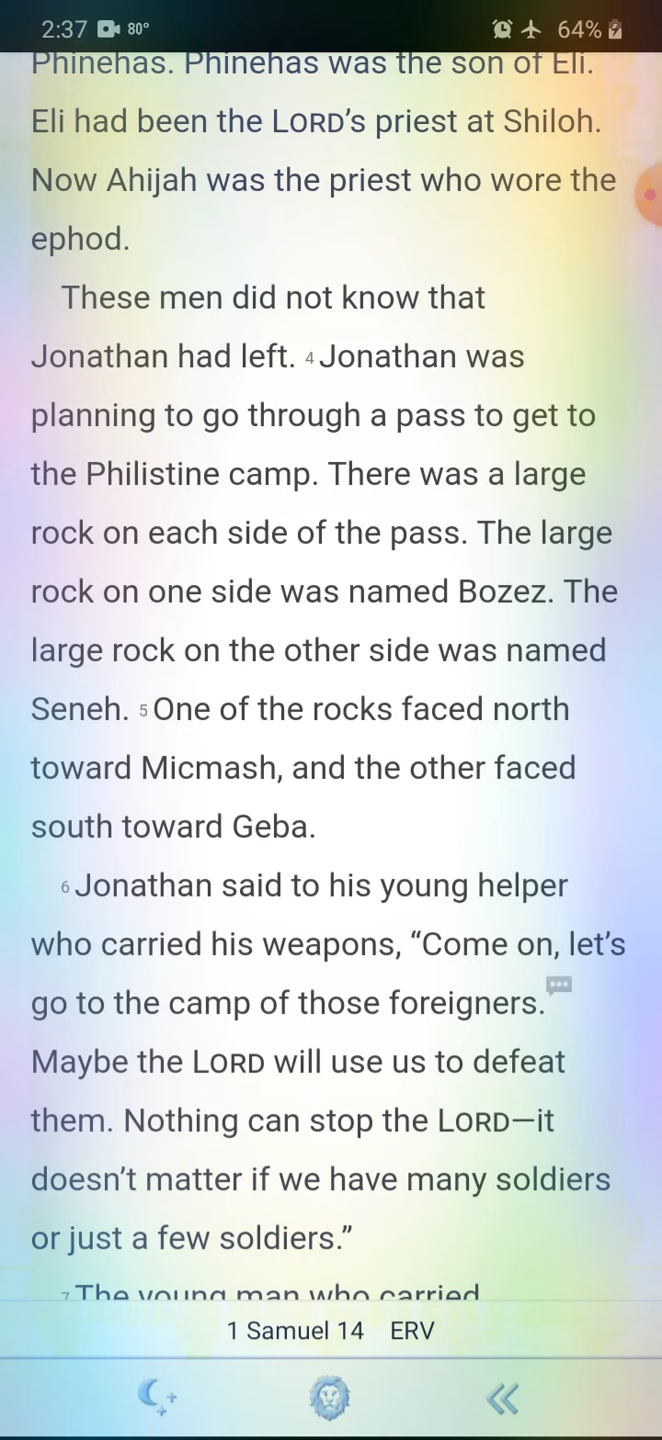 2:37 80° 64%
Phinehas. Phinehas was the son of Eli.
Eli had been the LORD’s priest at Shiloh.
Now Ahijah was the priest who wore the
ephod.
These men did not know that
Jonathan had left. 4 Jonathan was
planning to go through a pass to get to
the Philistine camp. There was a large
rock on each side of the pass. The large
rock on one side was named Bozez. The
large rock on the other side was named
Seneh. 5 One of the rocks faced north
toward Micmash, and the other faced
south toward Geba.
6 Jonathan said to his young helper
who carried his weapons, “Come on, let’s
go to the camp of those foreigners.
Maybe the LORD will use us to defeat
them. Nothing can stop the LORD—it
doesn’t matter if we have many soldiers
or just a few soldiers.”
7 The young man who carried
1 Samuel 14 ERV